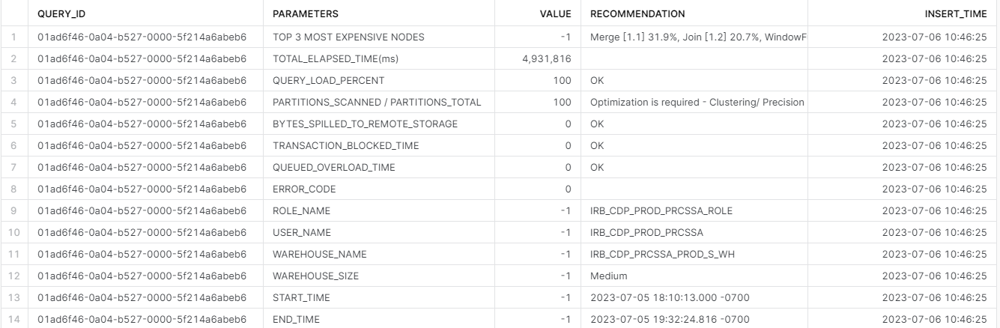 QUERY_ID PARAMETERS VALUE RECOMMENDATION INSERT_TIME
1 01ad6f46-0a04-b527-0000-5f214a6abeb6 TOP 3 MOST EXPENSIVE NODES -1 Merge [1.1] 31.9%, Join [1.2] 20.7%, WindowF 2023-07-06 10:46:25
2 01ad6f46-0a04-b527-0000-5f214a6abeb6 TOTAL_ELAPSED_TIME(ms) 4,931,816 2023-07-06 10:46:25
3 01ad6f46-0a04-b527-0000-5f214a6abeb6 QUERY_LOAD_PERCENT 100 OK 2023-07-06 10:46:25
4 01ad6f46-0a04-b527-0000-5f214a6abeb6 PARTITIONS_SCANNED / PARTITIONS_TOTAL 100 Optimization is required - Clustering/ Precision 2023-07-06 10:46:25
5 01ad6f46-0a04-b527-0000-5f214a6abeb6 BYTES_SPILLED_TO_REMOTE_STORAGE 0 OK 2023-07-06 10:46:25
6 01ad6f46-0a04-b527-0000-5f214a6abeb6 TRANSACTION_BLOCKED_TIME 0 OK 2023-07-06 10:46:25
7 01ad6f46-0a04-b527-0000-5f214a6abeb6 QUEUED_OVERLOAD_TIME 0 OK 2023-07-06 10:46:25
8 01ad6f46-0a04-b527-0000-5f214a6abeb6 ERROR_CODE 0 2023-07-06 10:46:25
9 01ad6f46-0a04-b527-0000-5f214a6abeb6 ROLE_NAME -1 IRB_CDP_PROD_PRCSSA_ROLE 2023-07-06 10:46:25
10 01ad6f46-0a04-b527-0000-5f214a6abeb6 USER_NAME -1 IRB_CDP_PROD_PRCSSA 2023-07-06 10:46:25
11 01ad6f46-0a04-b527-0000-5f214a6abeb6 WAREHOUSE_NAME -1 IRB_CDP_PRCSSA_PROD_S_WH 2023-07-06 10:46:25
12 01ad6f46-0a04-b527-0000-5f214a6abeb6 WAREHOUSE_SIZE -1 Medium 2023-07-06 10:46:25
13 01ad6f46-0a04-b527-0000-5f214a6abeb6 START_TIME -1 2023-07-05 18:10:13.000 -0700 2023-07-06 10:46:25
14 01ad6f46-0a04-b527-0000-5f214a6abeb6 END_TIME -1 2023-07-05 19:32:24.816 -0700 2023-07-06 10:46:25